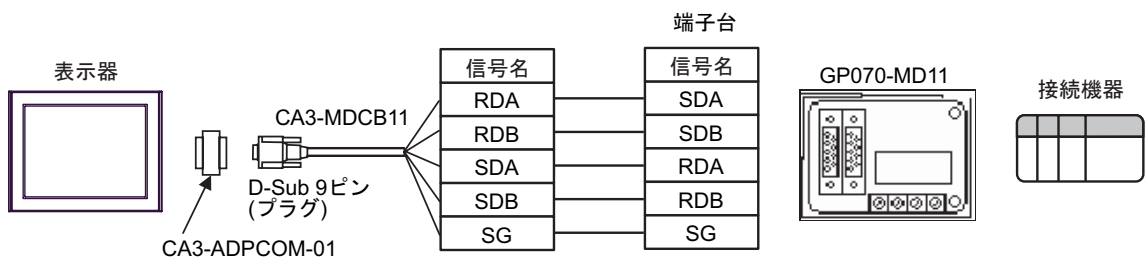 表示器
CA3-ADPCOM-01
CA3-MDCB11
D-Sub 9ピン
(プラグ)
信号名
RDA
RDB
SDA
SDB
SG
端子台
信号名
SDA
SDB
RDA
RDB
SG
GP070-MD11
接続機器